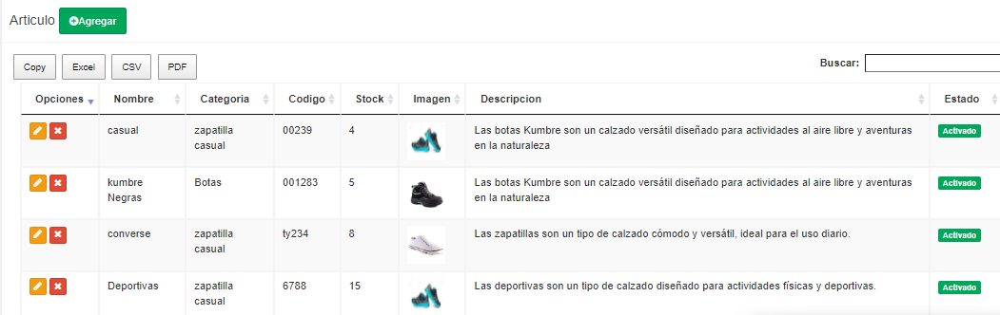 Articulo Agregar
Copy Excel CSV PDF Buscar:
Opciones Nombre Categoria Codigo Stock Imagen Descripcion Estado
casual zapatilla 00239 4 Las botas Kumbre son un calzado versátil diseñado para actividades al aire libre y aventuras Activado
casual en la naturaleza
kumbre Botas 001283 5 Las botas Kumbre son un calzado versátil diseñado para actividades al aire libre y aventuras Activado
Negras en la naturaleza
converse zapatilla ty234 8 Las zapatillas son un tipo de calzado cómodo y versátil, ideal para el uso diario. Activado
casual
Deportivas zapatilla 6788 15 Las deportivas son un tipo de calzado diseñado para actividades físicas y deportivas. Activado
casual